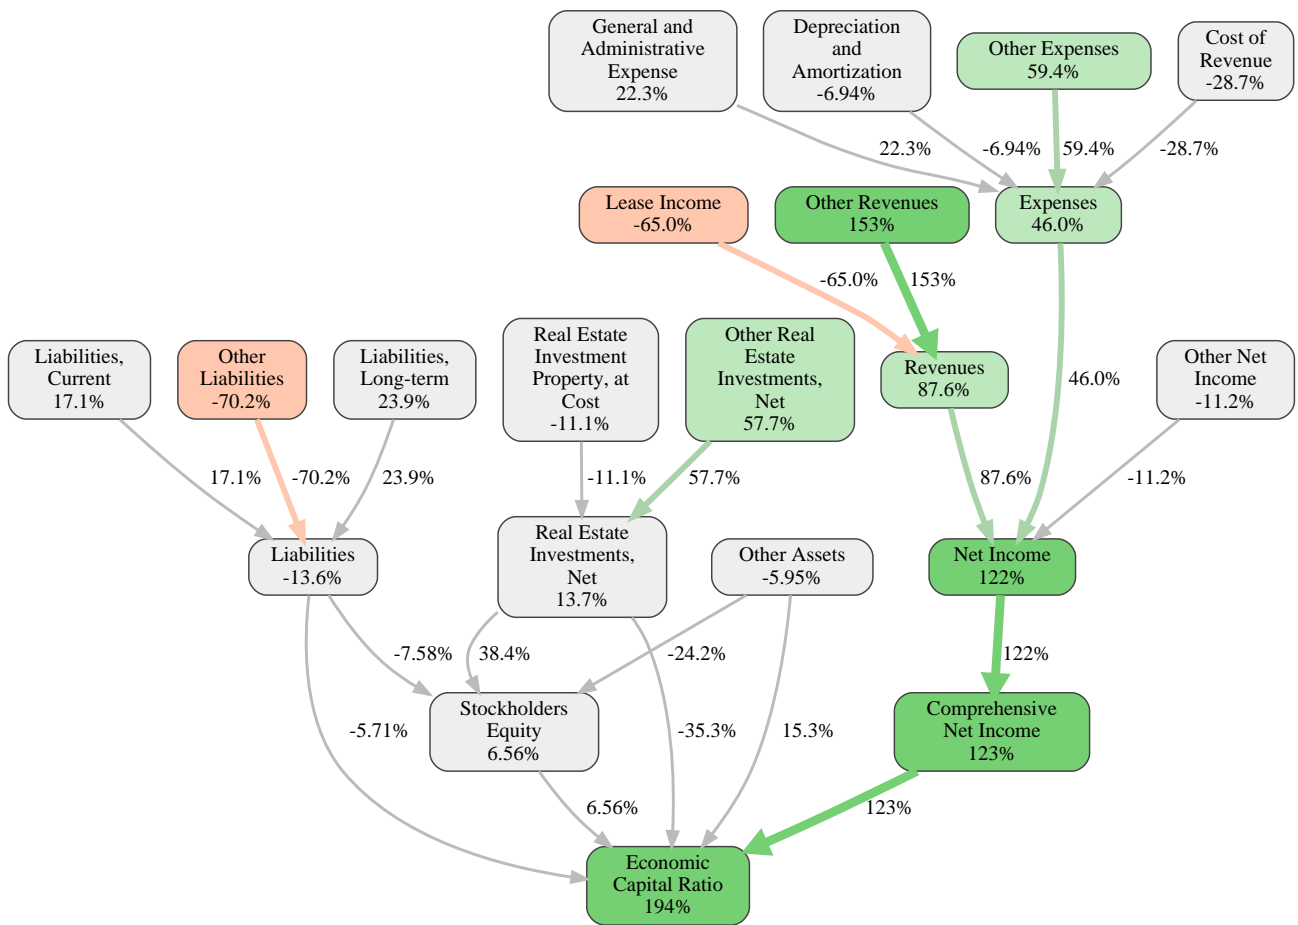 General and
Administrative
Expense
22.3%
Depreciation
and
Amortization
-6.94%
Other Expenses
59.4%
Cost of
Revenue
-28.7%
22.3%
-6.94%
59.4%
-28.7%
Lease Income
-65.0%
Other Revenues
153%
Expenses
46.0%
-65.0%
153%
Liabilities,
Current
17.1%
Other
Liabilities
-70.2%
Liabilities,
Long-term
23.9%
Real Estate
Investment
Property, at
Cost
-11.1%
Other Real
Estate
Investments,
Net
57.7%
Revenues
87.6%
46.0%
Other Net
Income
-11.2%
17.1%
-70.2%
23.9%
-11.1%
57.7%
87.6%
-11.2%
Liabilities
-13.6%
Real Estate
Investments,
Net
13.7%
Other Assets
-5.95%
Net Income
122%
-7.58%
38.4%
-24.2%
122%
-5.71%
Stockholders
Equity
6.56%
-35.3%
15.3%
Comprehensive
Net Income
123%
6.56%
123%
Economic
Capital Ratio
194%